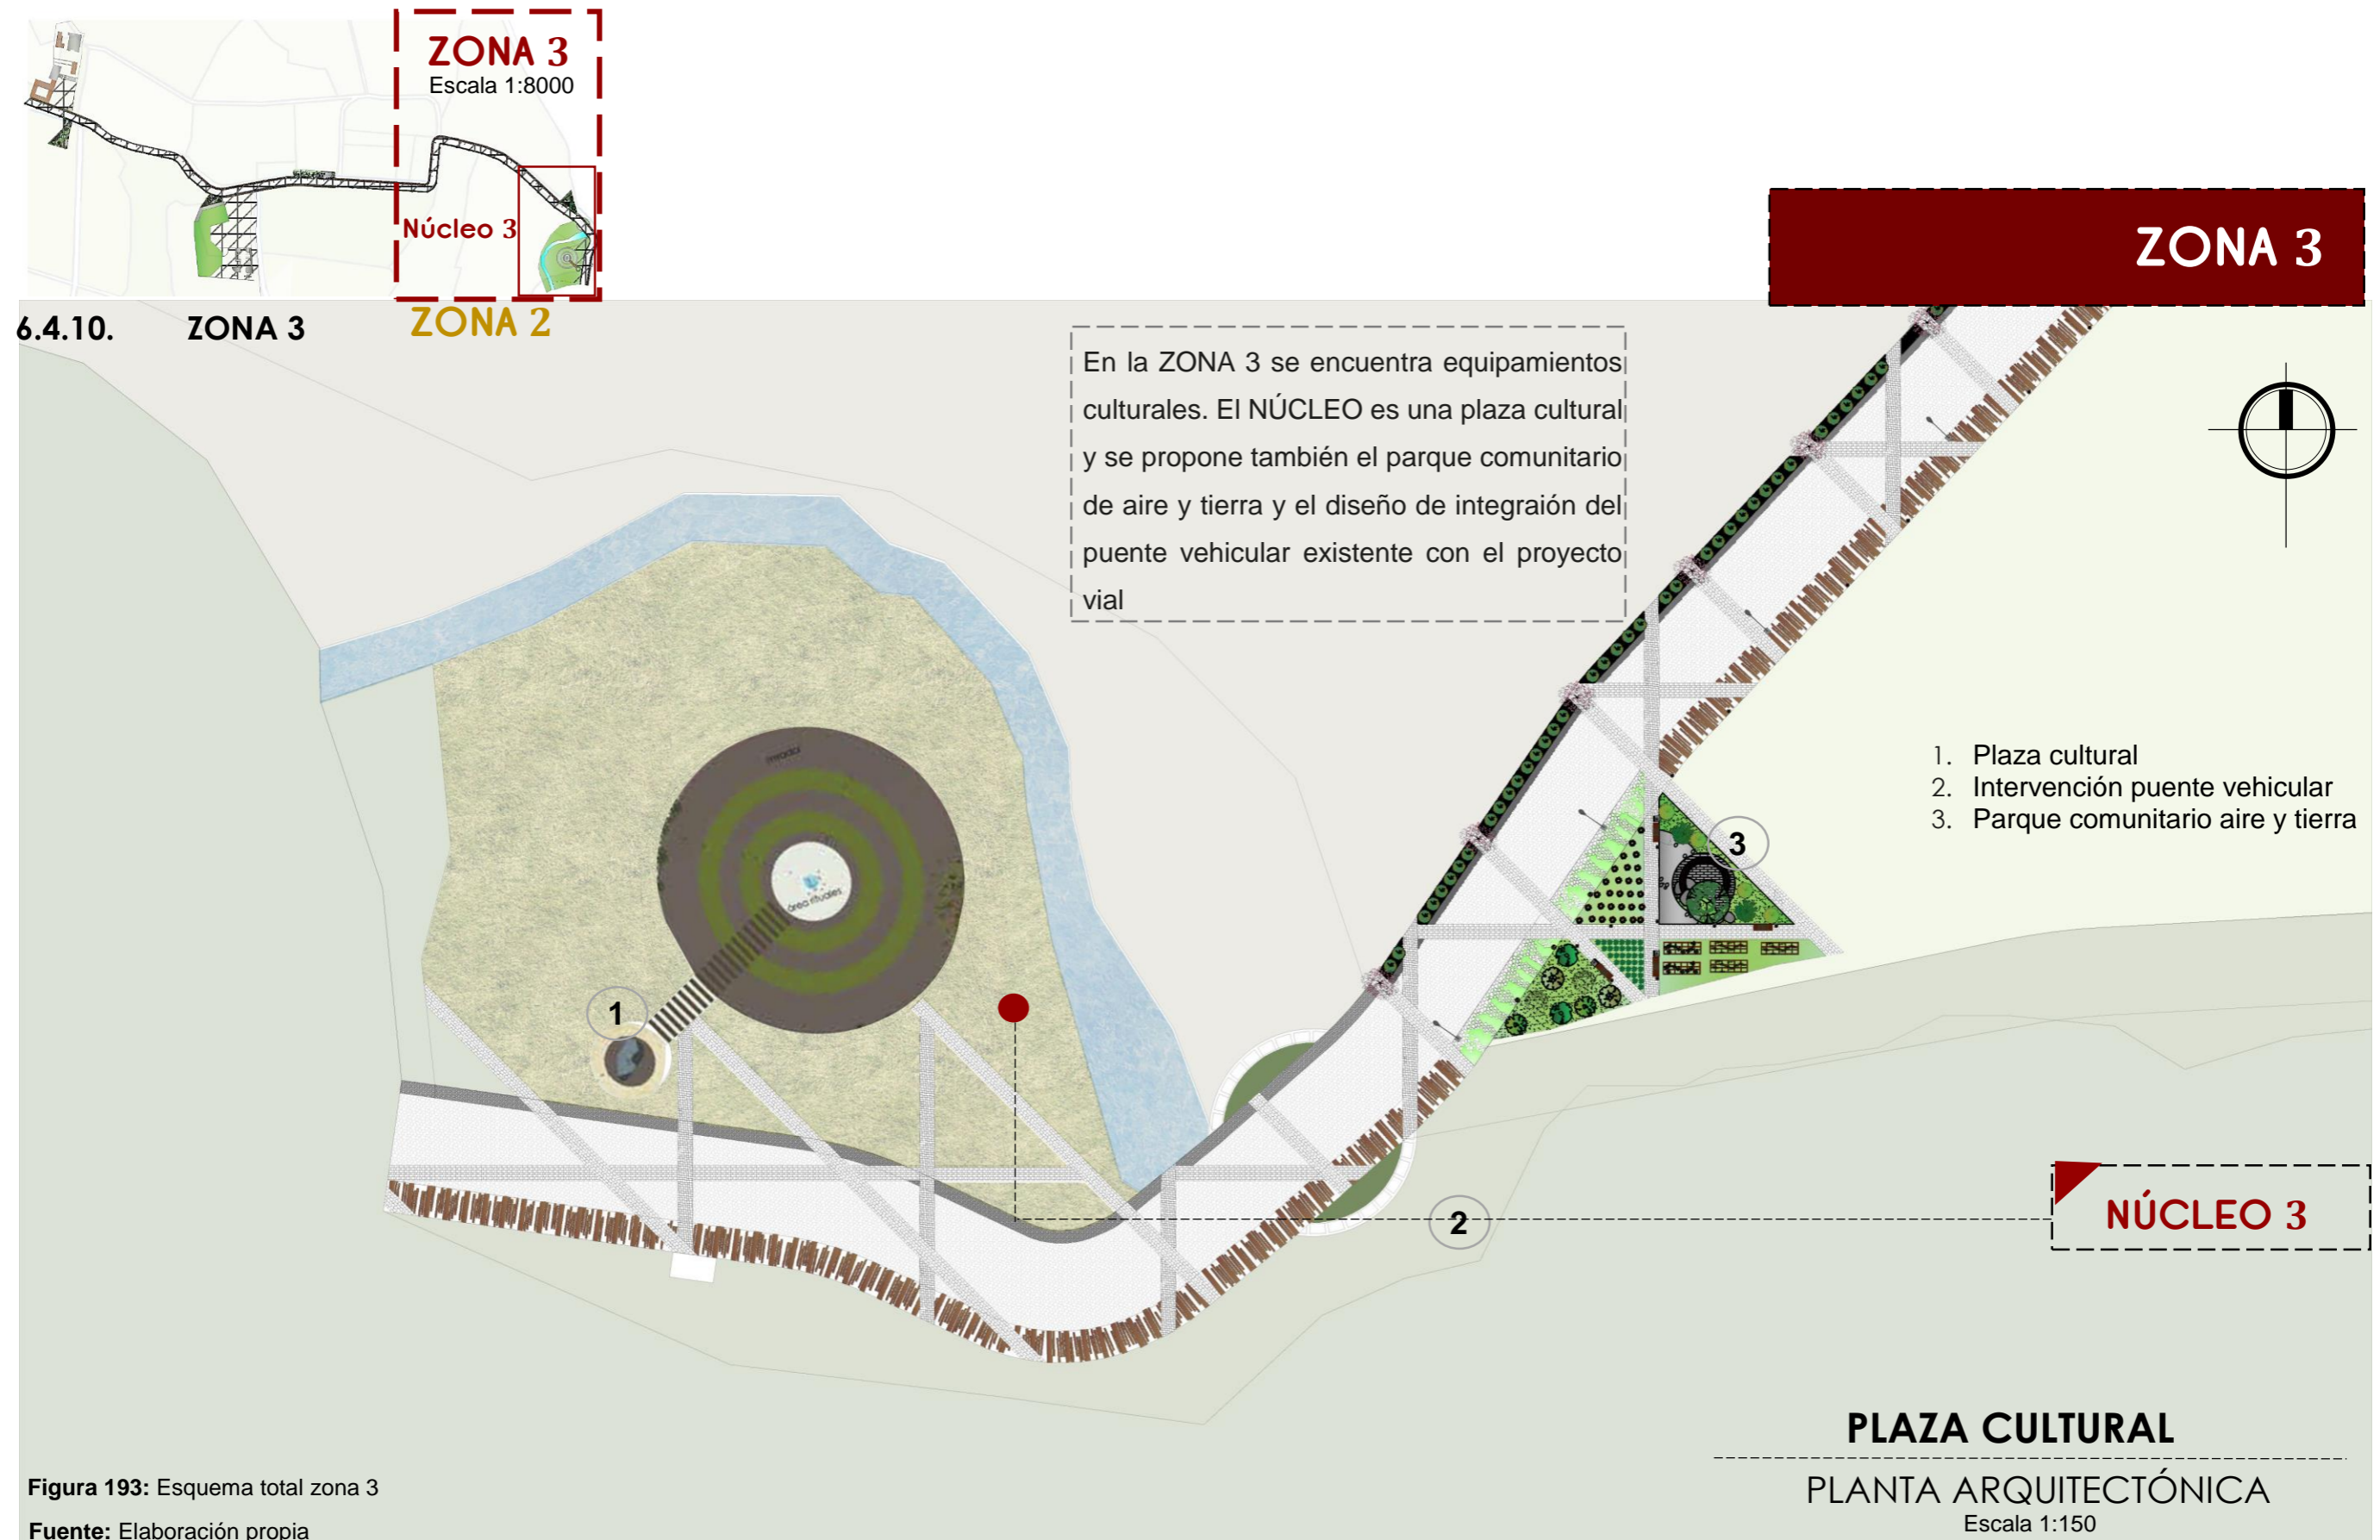 ZONA 3
Escala 1:8000
Núcleo 3
ZONA 3
6.4.10. ZONA 3
ZONA 2
En la ZONA 3 se encuentra equipamientos
culturales. El NÚCLEO es una plaza cultural
y se propone también el parque comunitario
de aire y tierra y el diseño de integraión del
puente vehicular existente con el proyecto
vial
mirador
área rituales
1. Plaza cultural
2. Intervención puente vehicular
3. Parque comunitario aire y tierra
3
1
2
NÚCLEO 3
PLAZA CULTURAL
PLANTA ARQUITECTÓNICA
Escala 1:150
Figura 193: Esquema total zona 3
Fuente: Elaboración propia